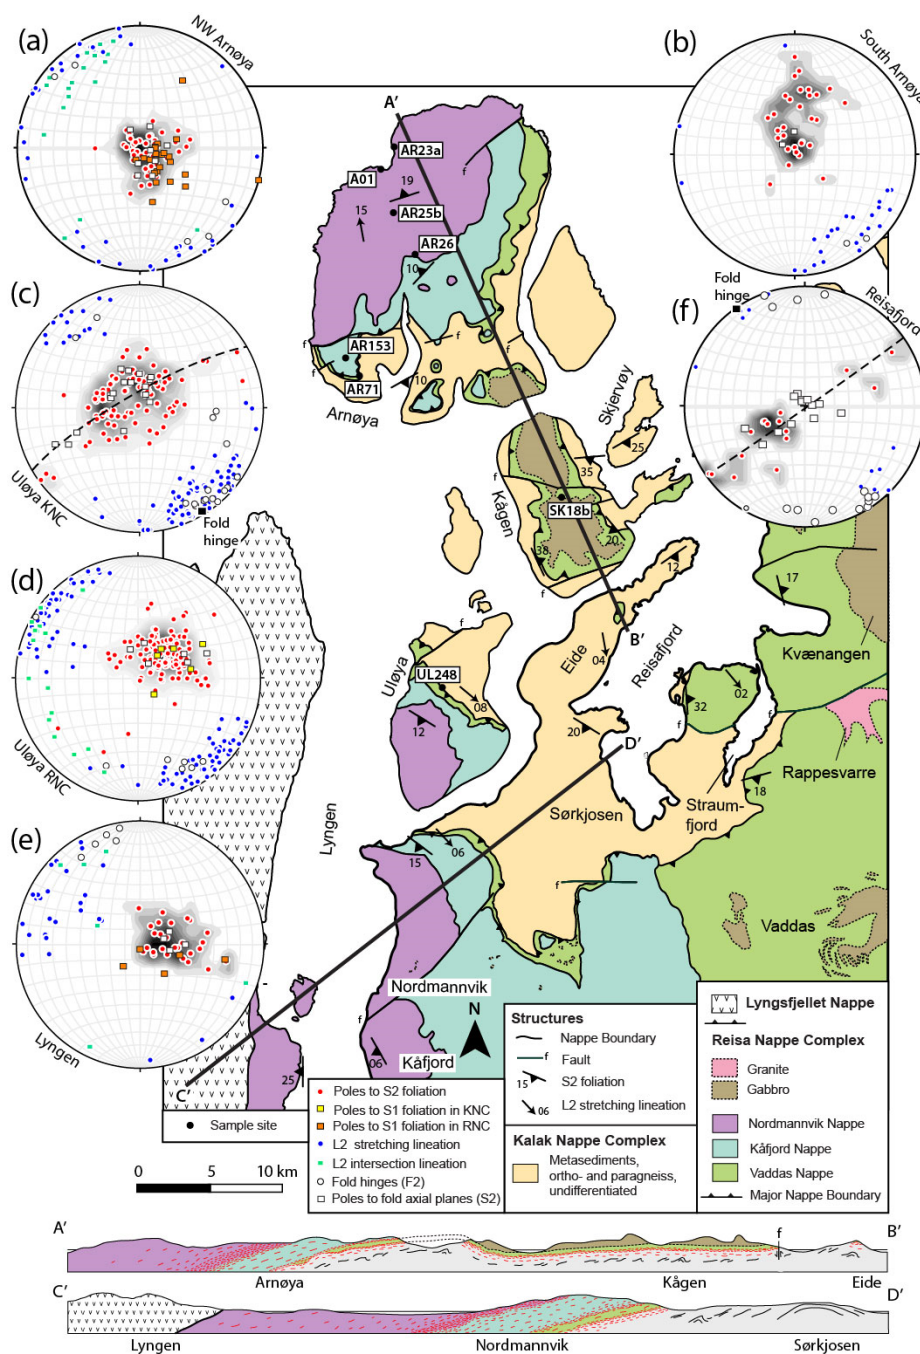 (a)
NW Arnøya
(b)
South Arnøya
A'
AR23a
A01
19
15
AR25b
AR26
10
f
f
AR153
f
f
AR71
10
Arnøya
(c)
Uløya KNC
Fold
hinge
Fold
hinge
(f)
Reisafjord
Skjervøy
25
35
f
Kågen
SK18b
20
38
f
12
B'
17
Kvænangen
Eide
04
Reisafjord
(d)
Uløya RNC
f
Uløya
UL248
08
12
32
02
f
f
20
D'
Rappesvarre
18
Straum-
fjord
Sørkjosen
Lyngen
06
15
(e)
Lyngen
f
Vaddas
Nordmannvik
f
N
Kåfjord
06
25
C'
Structures
Nappe Boundary
f Fault
15 S2 foliation
06 L2 stretching lineation
Kalak Nappe Complex
Metasediments,
ortho- and paragneiss,
undifferentiated
Lyngsfjellet Nappe
Reisa Nappe Complex
Granite
Gabbro
Nordmannvik Nappe
Kåfjord Nappe
Vaddas Nappe
Major Nappe Boundary
Sample site
Poles to S2 foliation
Poles to S1 foliation in KNC
Poles to S1 foliation in RNC
L2 stretching lineation
L2 intersection lineation
Fold hinges (F2)
Poles to fold axial planes (S2)
0 5 10 km
A'
f
B'
Arnøya
Kågen
Eide
C'
D'
Lyngen
Nordmannvik
Sørkjosen